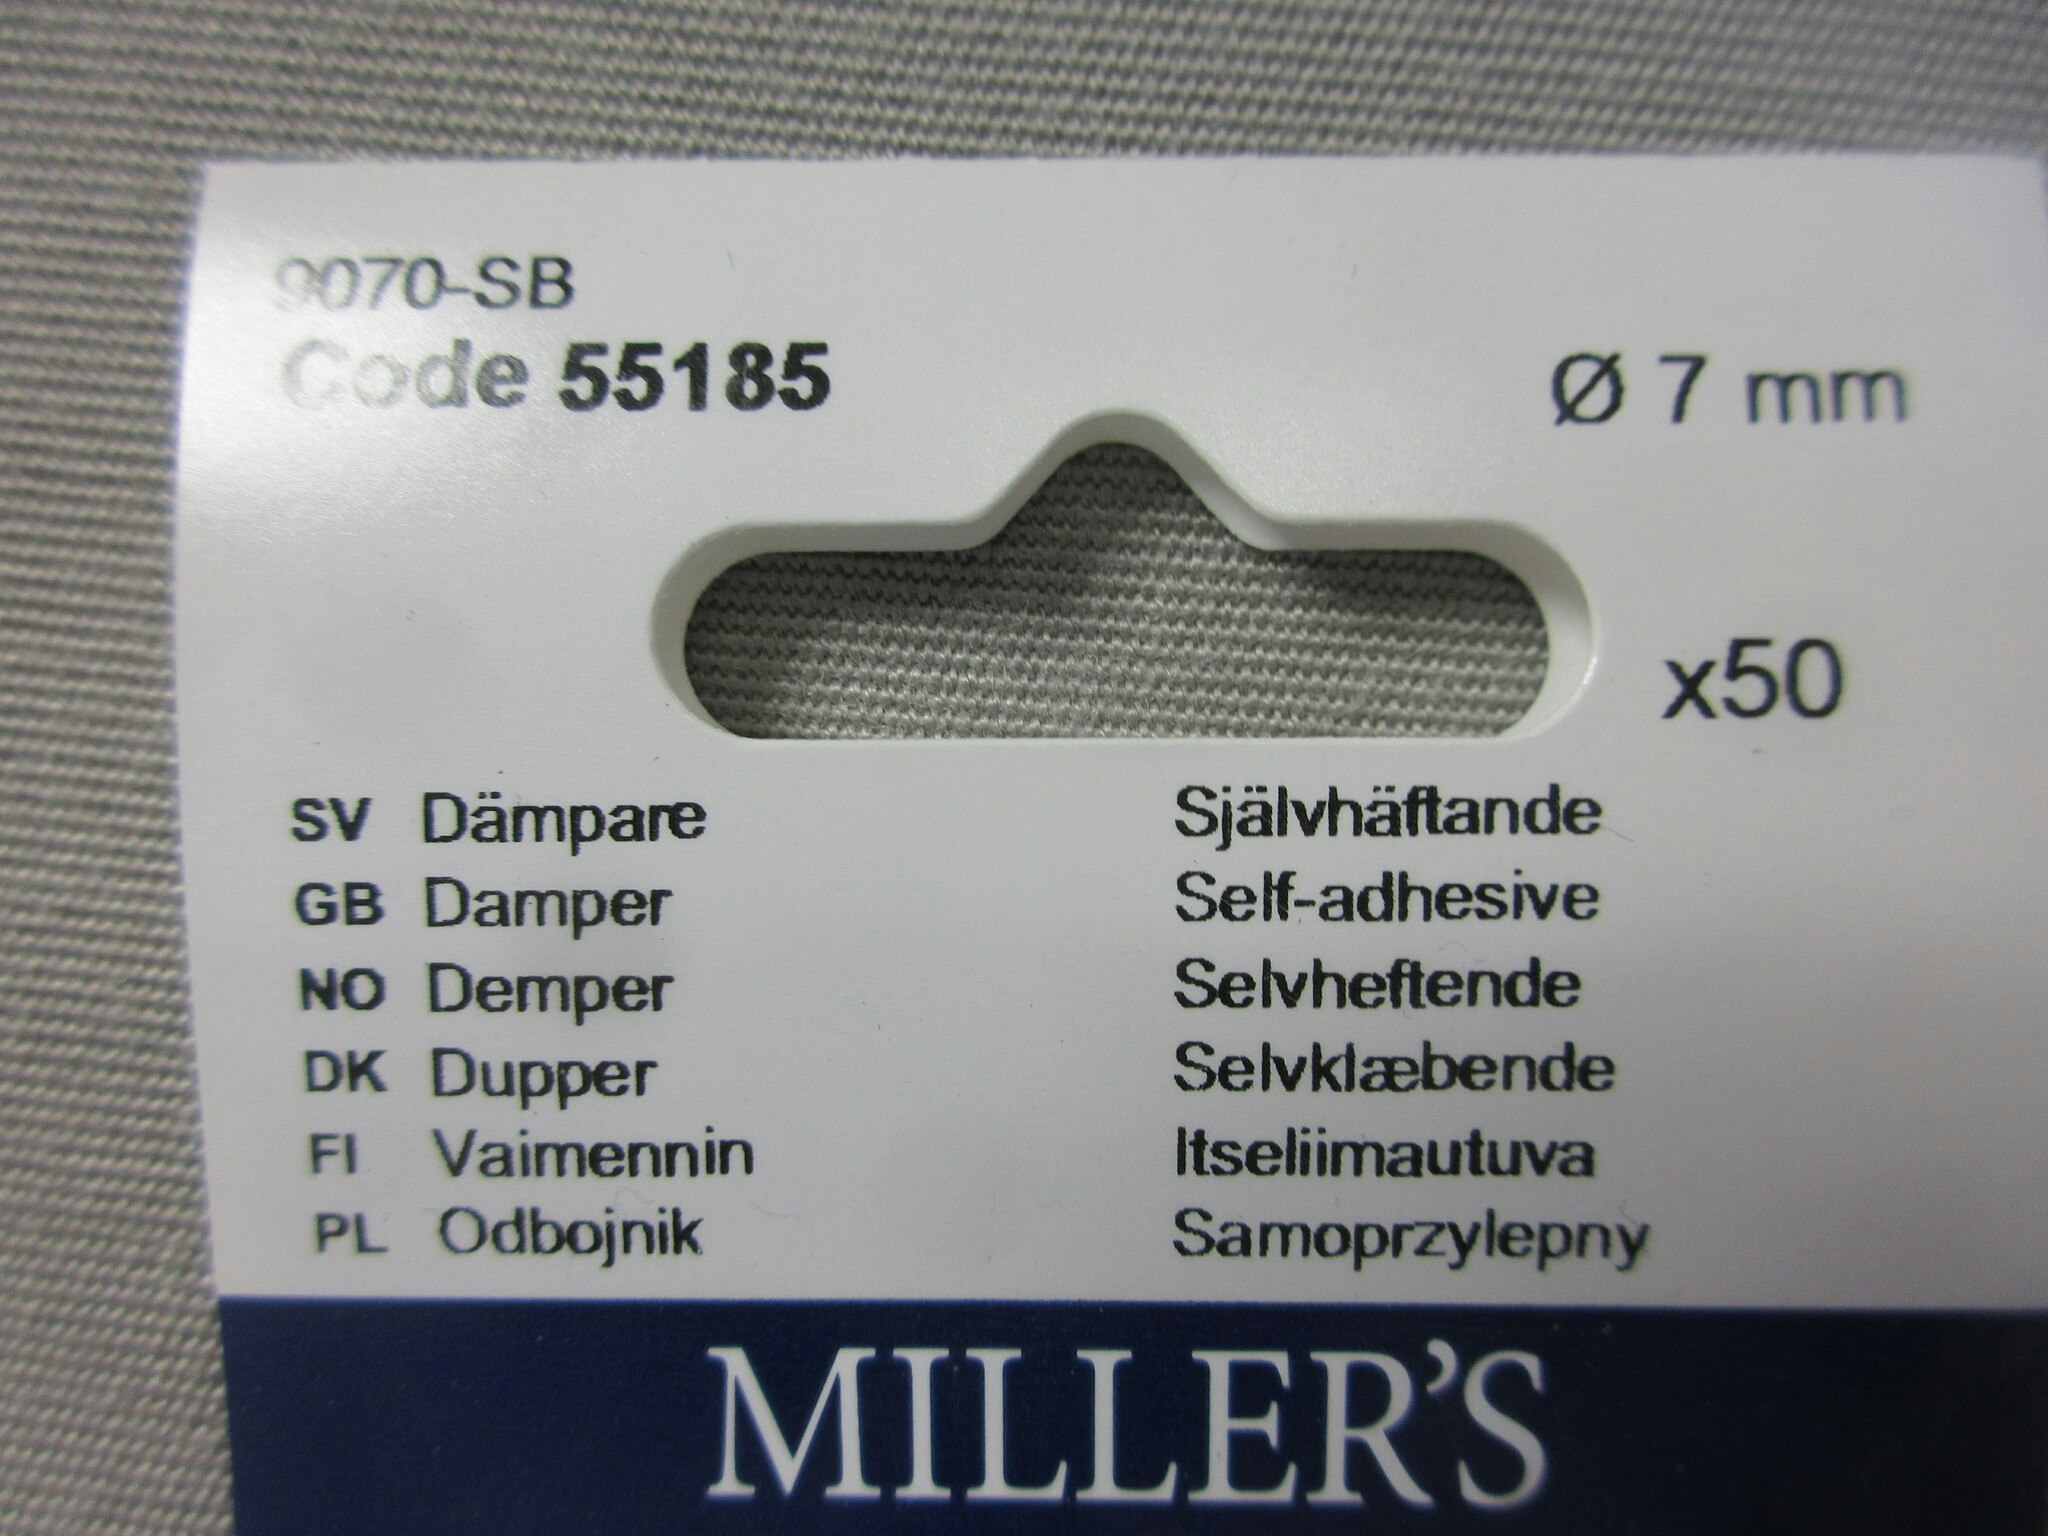 9070-SB
Code 55185
Ø 7 mm
x50
SV Dämpare Självhäftande
GB Damper Self-adhesive
NO Demper Selvheftende
DK Dupper Selvklæbende
FI Vaimennin Itseliimautuva
PL Odbojnik Samoprzylepny
MILLER'S